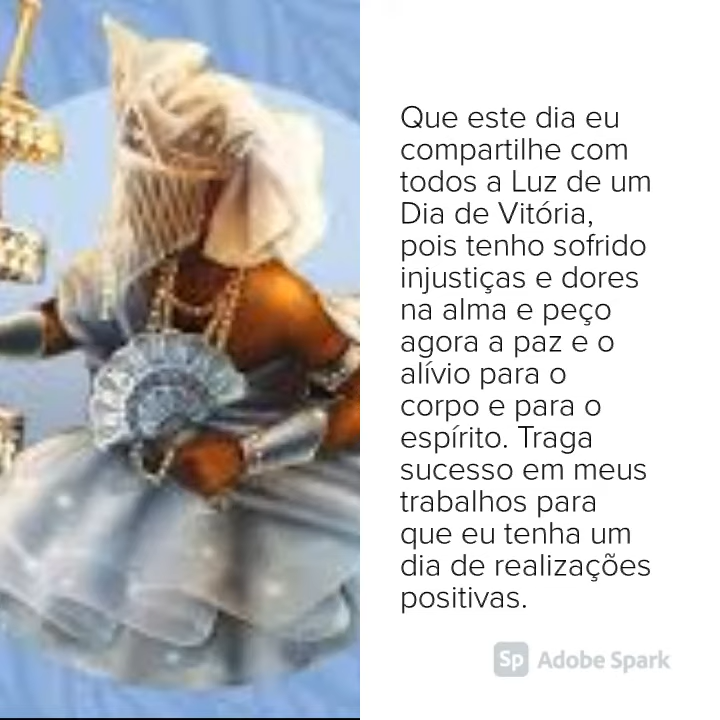 Que este dia eu
compartilhe com
todos a Luz de um
Dia de Vitória,
pois tenho sofrido
injustiças e dores
na alma e peço
agora a paz e o
alívio para o
corpo e para o
espírito. Traga
sucesso em meus
trabalhos para
que eu tenha um
dia de realizações
positivas.
Sp Adobe Spark